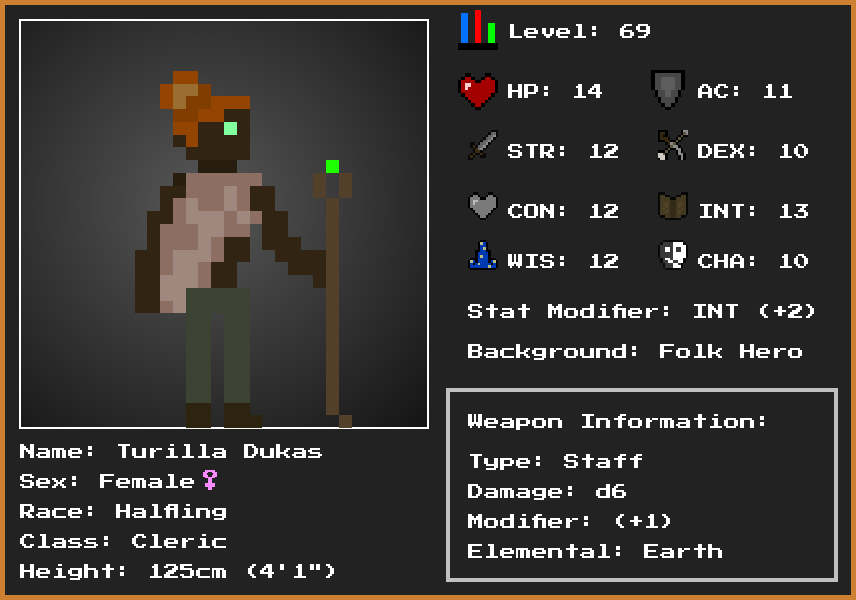 Level: 69
HP: 14
AC: 11
STR: 12
DEX: 10
CON: 12
INT: 13
WIS: 12
CHA: 10
Stat Modifier: INT (+2)
Background: Folk Hero
Weapon Information:
Type: Staff
Damage: d6
Modifier: (+1)
Elemental: Earth
Name: Turilla Dukas
Sex: Female♀
Race: Halfling
Class: Cleric
Height: 125cm (4'1")